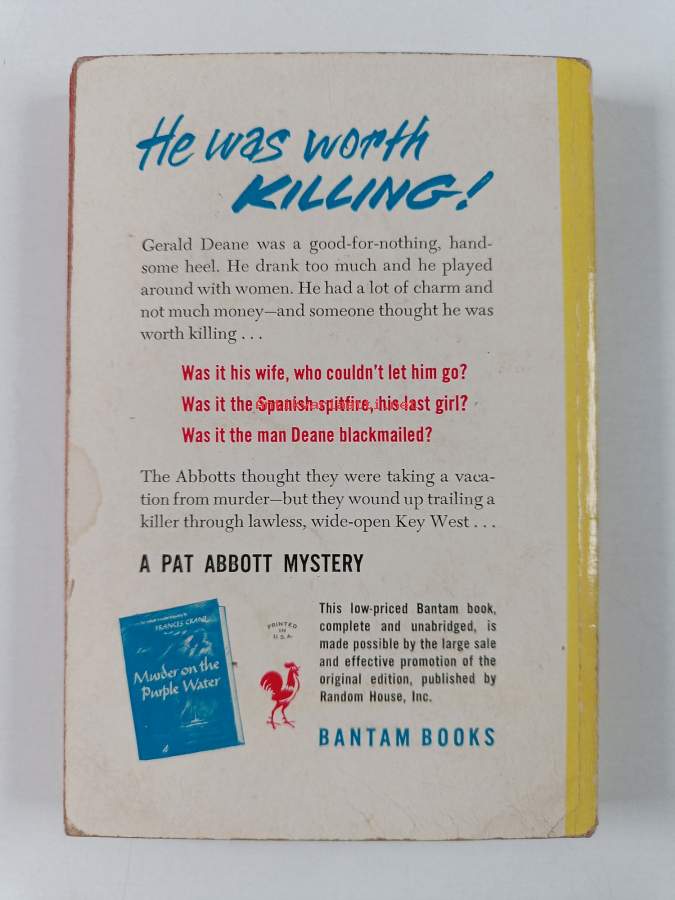 He was worth
KILLING!
Gerald Deane was a good-for-nothing, hand-
some heel. He drank too much and he played
around with women. He had a lot of charm and
not much money—and someone thought he was
worth killing . . .
Was it his wife, who couldn't let him go?
Was it the Spanish spitfire, his last girl?
Was it the man Deane blackmailed?
The Abbotts thought they were taking a vaca-
tion from murder—but they wound up trailing a
killer through lawless, wide-open Key West . . .
A PAT ABBOTT MYSTERY
FRANCES CRANE
Murder on the
Purple Water
PRINTED
IN
U.S.A.
This low-priced Bantam book,
complete and unabridged, is
made possible by the large sale
and effective promotion of the
original edition, published by
Random House, Inc.
BANTAM BOOKS